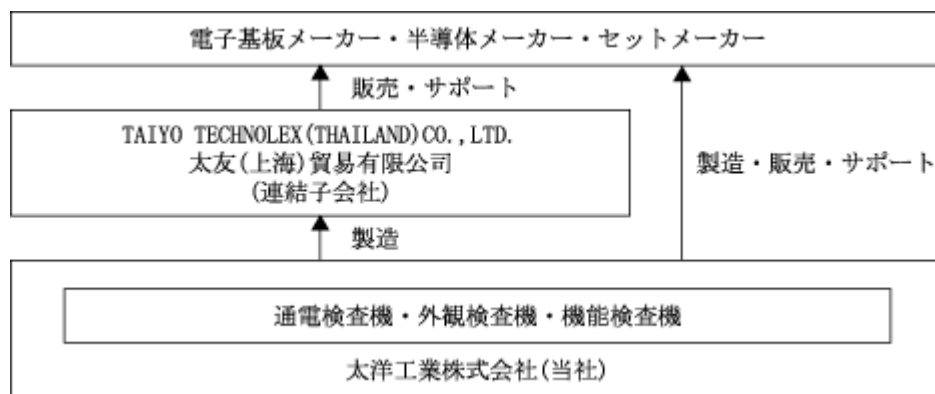 電子基板メーカー・半導体メーカー・セットメーカー
販売・サポート
TAIYO TECHNOLEX(THAILAND)CO.,LTD.
太友(上海)貿易有限公司
(連結子会社)
製造・販売・サポート
製造
通電検査機・外観検査機・機能検査機
太洋工業株式会社(当社)